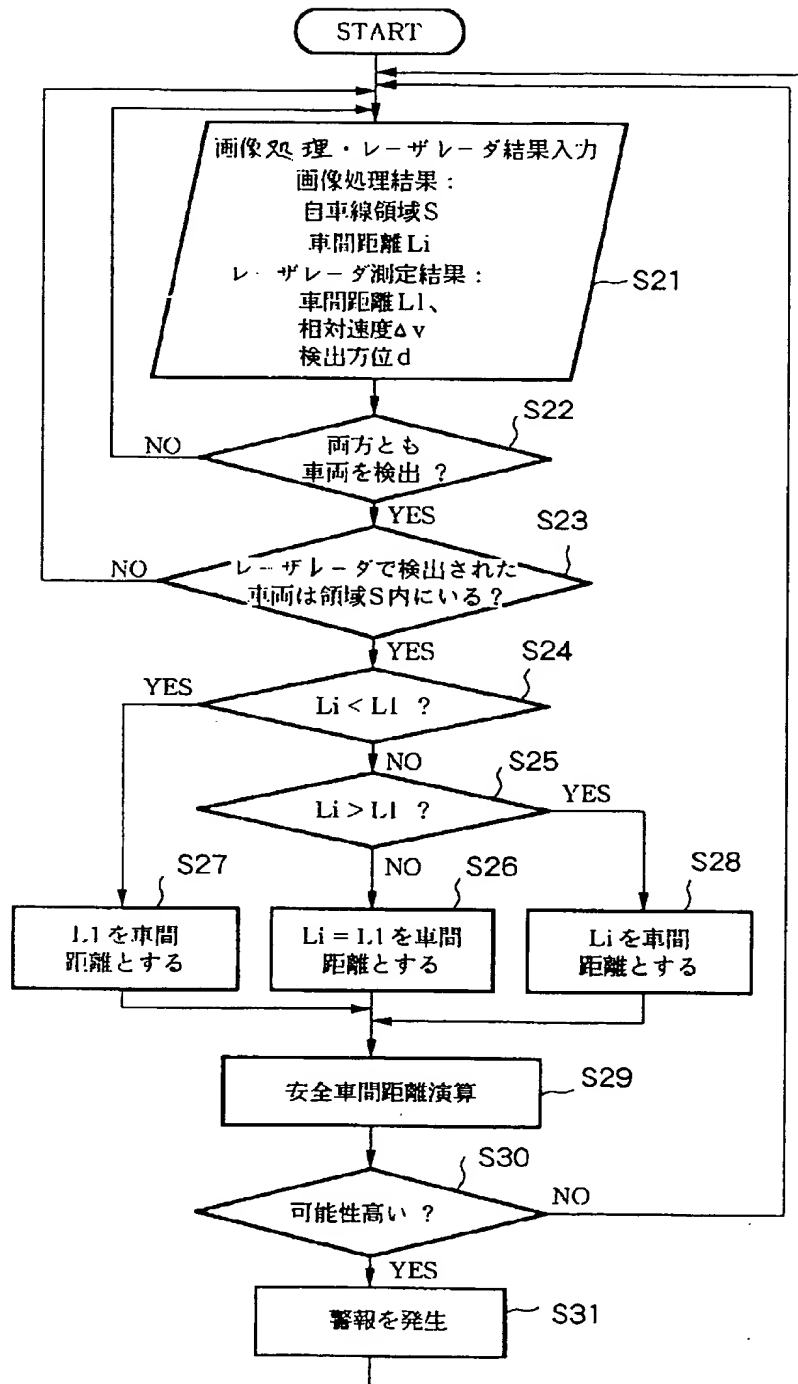 START
画像処理・レーザレーダ結果入力
画像処理結果：
自車線領域S
車間距離Li
レーザレーダ測定結果：
車間距離Ll、
相対速度Δv
検出方位d
S21
S22
NO
両方とも
車両を検出 ?
YES
S23
NO
レーザレーダで検出された
車両は領域S内にいる?
YES
S24
YES
Li < Ll ?
NO
S25
Li > Ll ?
YES
NO
S27
S26
S28
Llを車間
距離とする
Li = Llを車間
距離とする
Liを車間
距離とする
安全車間距離演算
S29
S30
可能性高い ?
NO
YES
警報を発生
S31